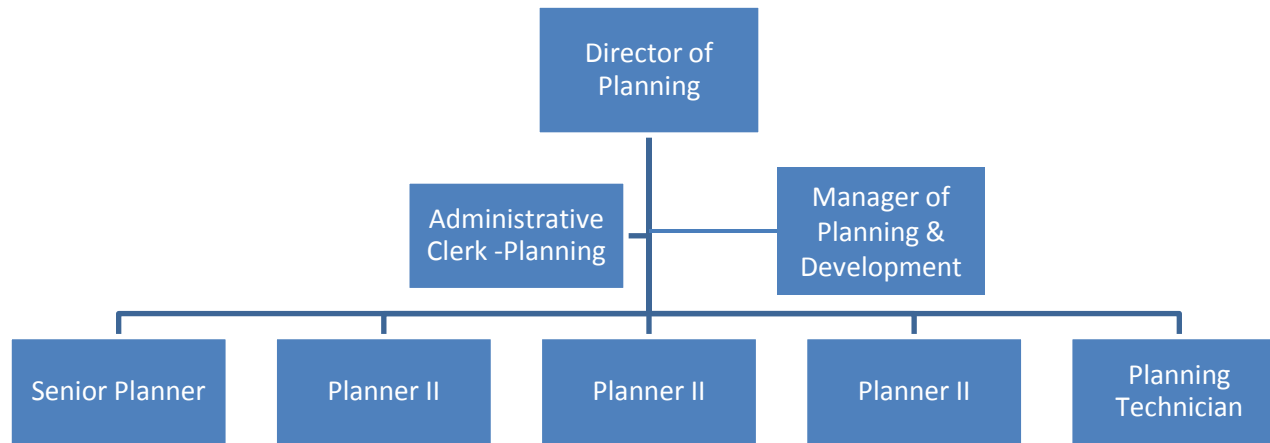 Director of
Planning
Administrative
Clerk -Planning
Manager of
Planning &
Development
Senior Planner
Planner II
Planner II
Planner II
Planning
Technician